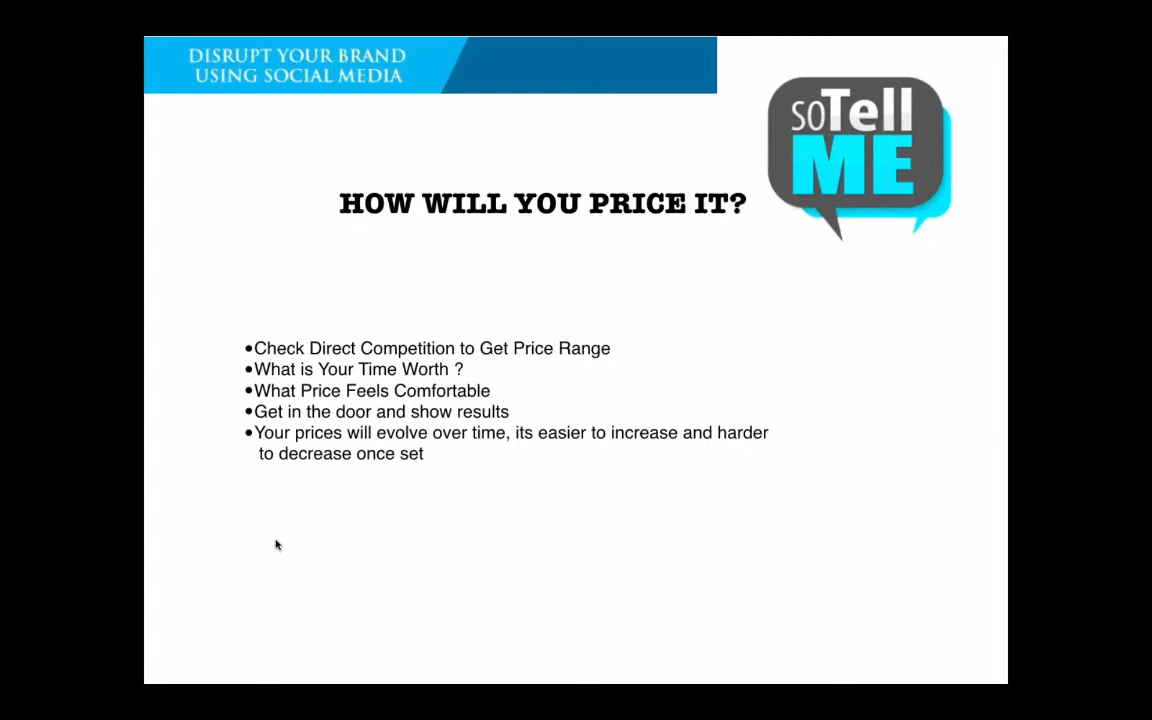 DISRUPT YOUR BRAND
USING SOCIAL MEDIA
soTell
ME
HOW WILL YOU PRICE IT?
•Check Direct Competition to Get Price Range
•What is Your Time Worth ?
•What Price Feels Comfortable
•Get in the door and show results
•Your prices will evolve over time, its easier to increase and harder
to decrease once set